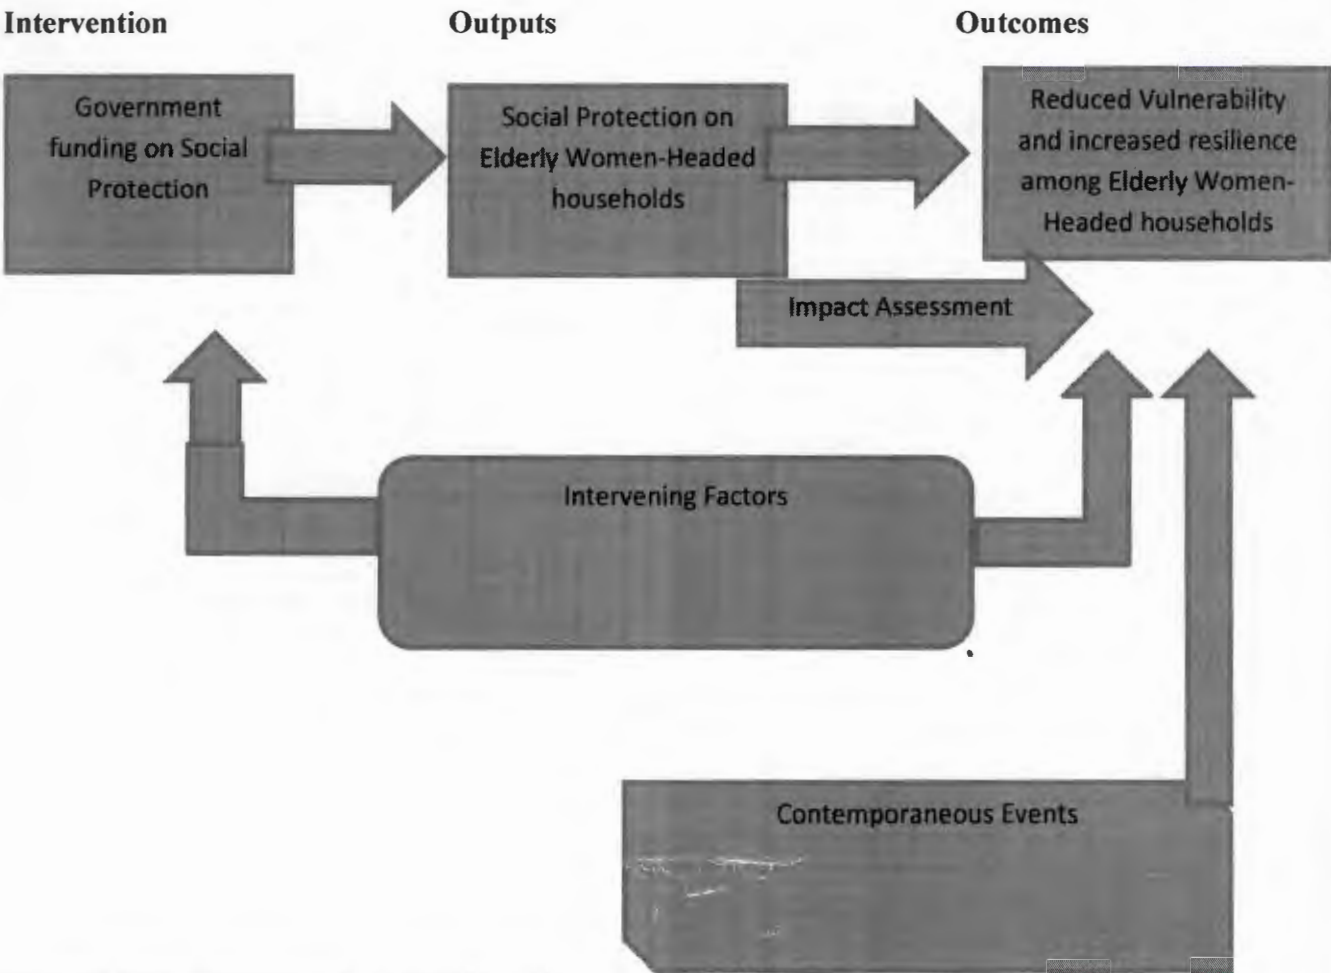 Intervention
Outputs
Outcomes
Government
funding on Social
Protection
Social Protection on
Elderly Women-Headed
households
Reduced Vulnerability
and increased resilience
among Elderly Women-
Headed households
Impact Assessment
Intervening Factors
Contemporaneous Events